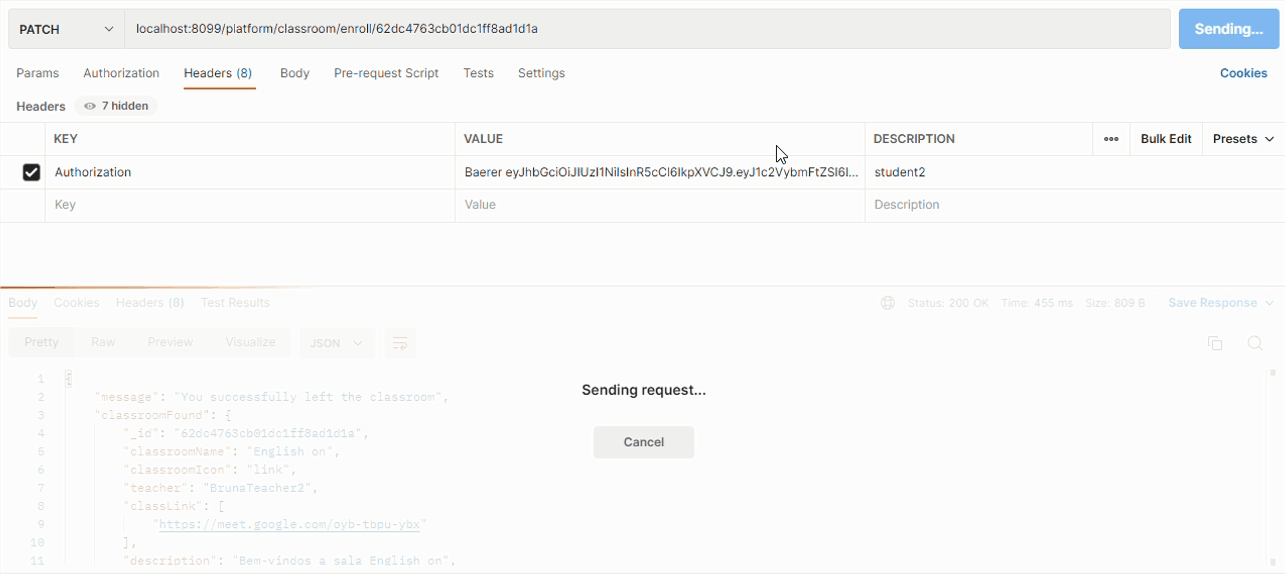 PATCH localhost:8099/platform/classroom/enroll/62dc4763cb01dc1ff8ad1d1a Sending...
Params Authorization Headers (8) Body Pre-request Script Tests Settings Cookies
Headers 7 hidden
KEY VALUE DESCRIPTION ••• Bulk Edit Presets
Authorization Baerer eyJhbGciOiJIUzI1NiIsInR5cCI6IkpXVCJ9.eyJ1c2VybmFtZSI6I... student2
Key Value Description
Body Cookies Headers (8) Test Results Status: 200 OK Time: 455 ms Size: 809 B Save Response
Pretty Raw Preview Visualize JSON
1 {
2 "message": "You successfully left the classroom",
3 "classroomFound": {
4 "_id": "62dc4763cb01dc1ff8ad1d1a",
5 "classroomName": "English on",
6 "classroomIcon": "link",
7 "teacher": "BrunaTeacher2",
8 "classLink": [
9 "https://meet.google.com/oyb-tbpu-ybx"
10 ],
11 "description": "Bem-vindos a sala English on",
Sending request...
Cancel